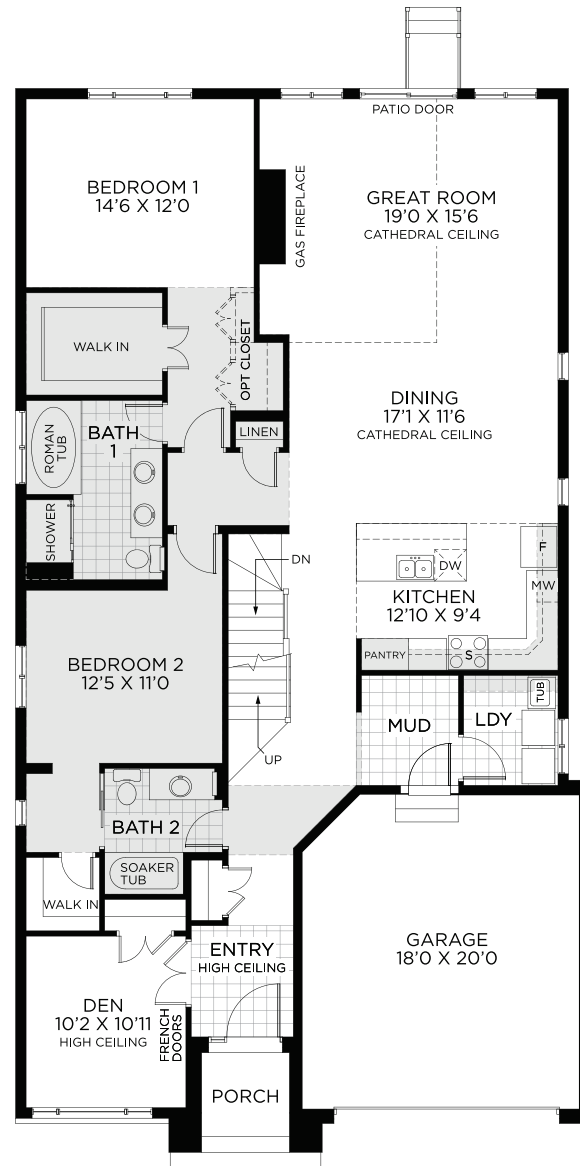 PATIO DOOR
BEDROOM 1
14'6 X 12'0
GAS FIREPLACE
GREAT ROOM
19'0 X 15'6
CATHEDRAL CEILING
WALK IN
OPT CLOSET
DINING
17'1 X 11'6
CATHEDRAL CEILING
ROMAN
TUB
BATH
1
LINEN
SHOWER
DN
F
DW
MW
KITCHEN
12'10 X 9'4
PANTRY
S
BEDROOM 2
12'5 X 11'0
UP
MUD
LDY
TUB
BATH 2
SOAKER
TUB
WALK IN
ENTRY
HIGH CEILING
GARAGE
18'0 X 20'0
DEN
10'2 X 10'11
HIGH CEILING
FRENCH
DOORS
PORCH